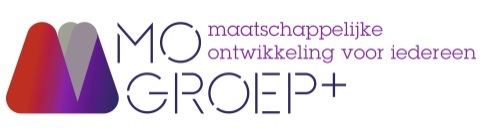 MO
GROEP+
maatschappelijke
ontwikkeling voor iedereen